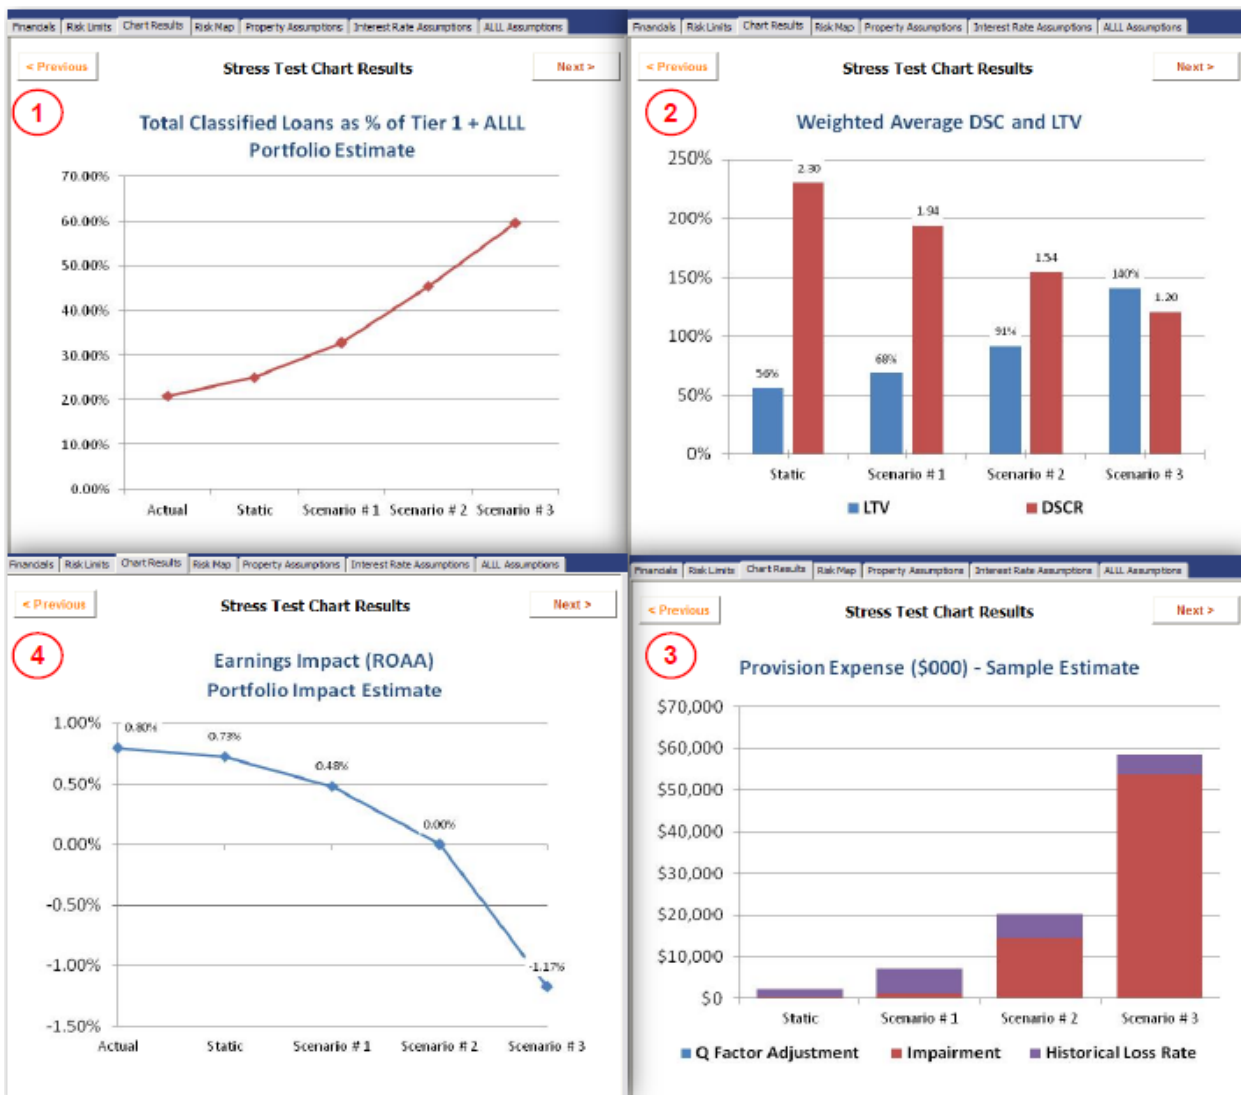 Financials Risk Limits Chart Results Risk Map Property Assumptions Interest Rate Assumptions ALLL Assumptions
< Previous Stress Test Chart Results Next >
1
Total Classified Loans as % of Tier 1 + ALLL
Portfolio Estimate
70.00%
60.00%
50.00%
40.00%
30.00%
20.00%
10.00%
0.00%
Actual Static Scenario # 1 Scenario # 2 Scenario # 3
Financials Risk Limits Chart Results Risk Map Property Assumptions Interest Rate Assumptions ALLL Assumptions
< Previous Stress Test Chart Results Next >
2
Weighted Average DSC and LTV
250%
200%
150%
100%
50%
0%
2.30
1.94
1.54
140%
1.20
91%
68%
56%
Static Scenario # 1 Scenario # 2 Scenario # 3
LTV DSCR
Financials Risk Limits Chart Results Risk Map Property Assumptions Interest Rate Assumptions ALLL Assumptions
< Previous Stress Test Chart Results Next >
4
Earnings Impact (ROAA)
Portfolio Impact Estimate
1.00%
0.50%
0.00%
-0.50%
-1.00%
-1.50%
0.80%
0.73%
0.48%
0.00%
-1.17%
Actual Static Scenario # 1 Scenario # 2 Scenario # 3
Financials Risk Limits Chart Results Risk Map Property Assumptions Interest Rate Assumptions ALLL Assumptions
< Previous Stress Test Chart Results Next >
3
Provision Expense ($000) - Sample Estimate
$70,000
$60,000
$50,000
$40,000
$30,000
$20,000
$10,000
$0
Static Scenario # 1 Scenario # 2 Scenario # 3
Q Factor Adjustment Impairment Historical Loss Rate